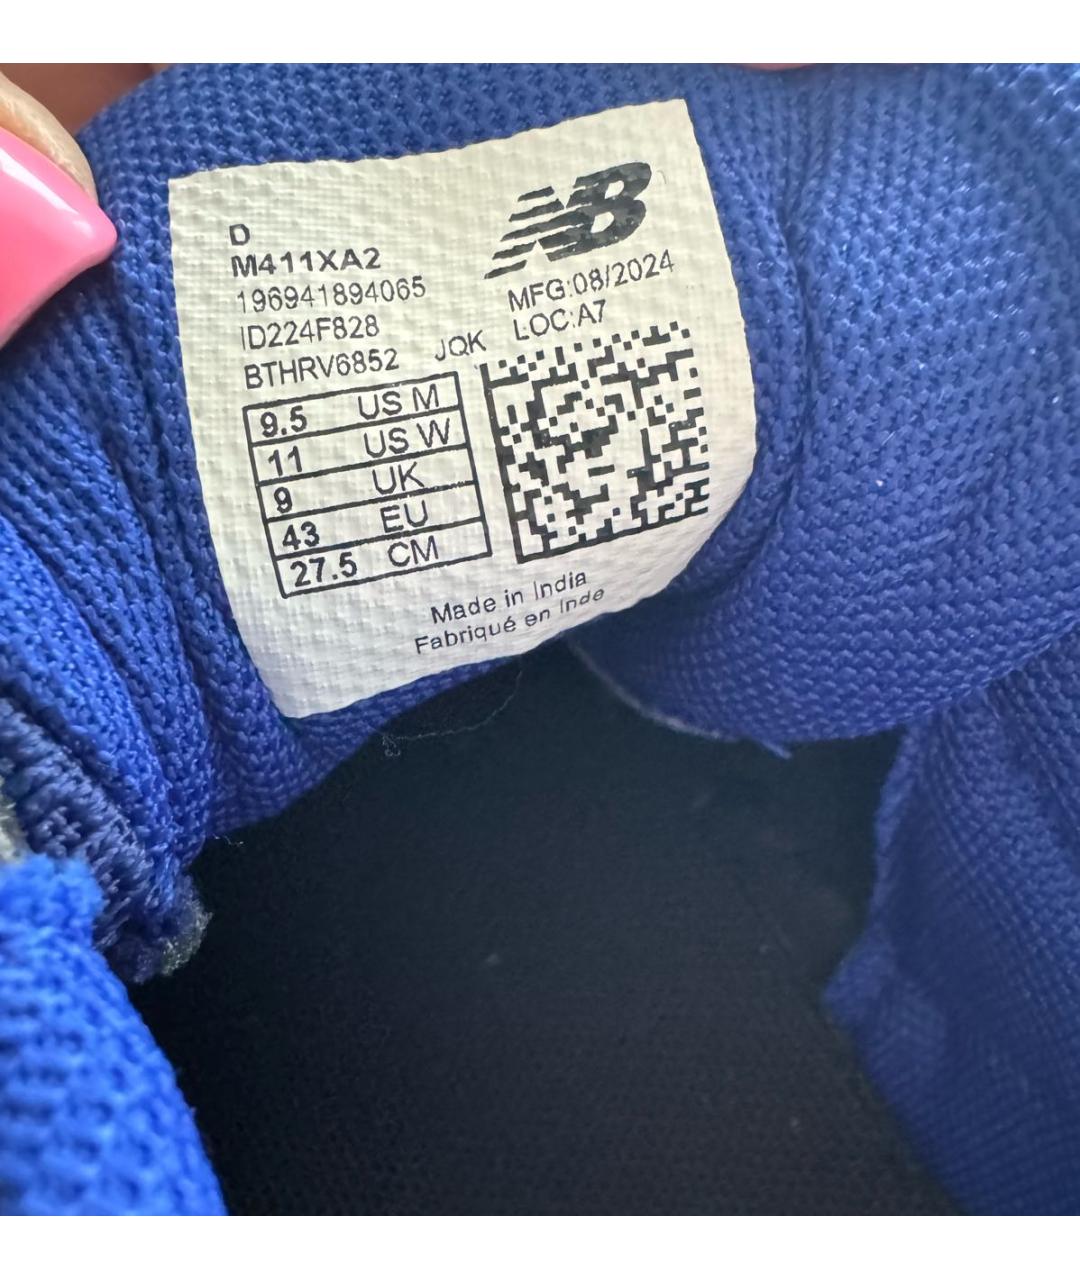 NB
D
M411XA2
196941894065
ID224F828
BTHRV6852
JQK
MFG:08/2024
LOC:A7
9.5 US M
11 US W
9 UK
43 EU
27.5 CM
Made in India
Fabriqué en Inde